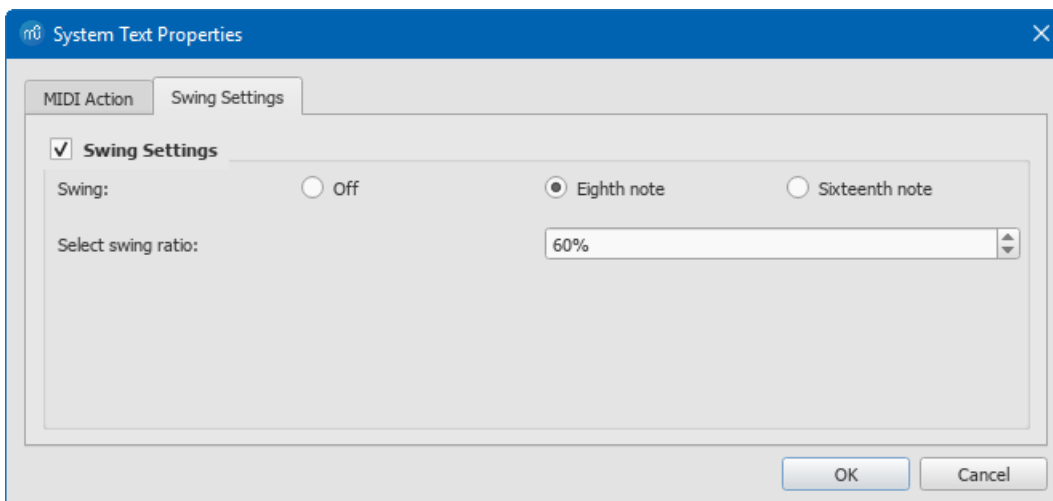 System Text Properties
MIDI Action Swing Settings
Swing Settings
Swing: Off Eighth note Sixteenth note
Select swing ratio: 60%
OK Cancel